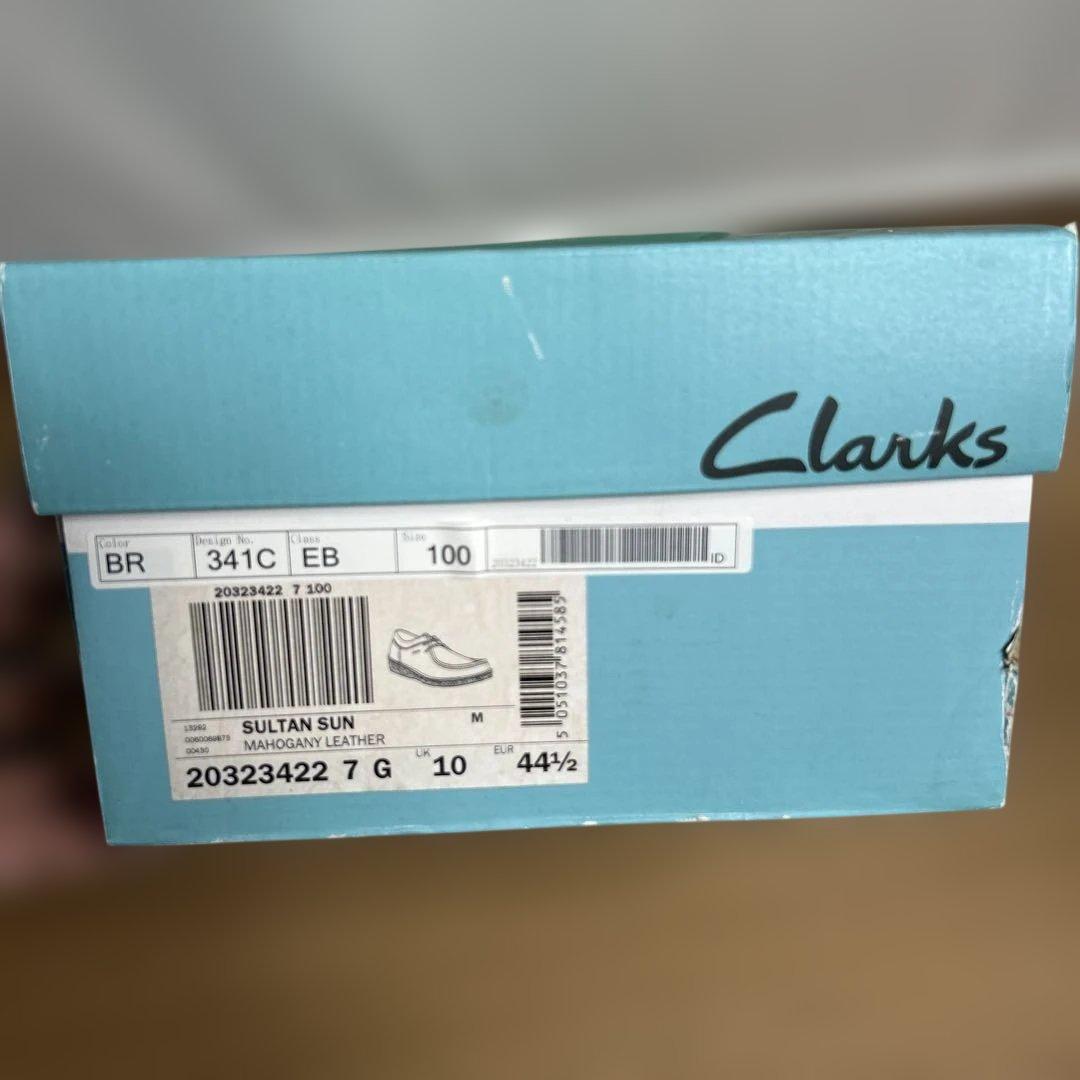 Clarks
Color Design No. Class Size
BR 341C EB 100 20323422 ID
20323422 7 100
5 051037 814585
13292 SULTAN SUN M
MAHOGANY LEATHER
00430
20323422 7 G UK 10 EUR 44½